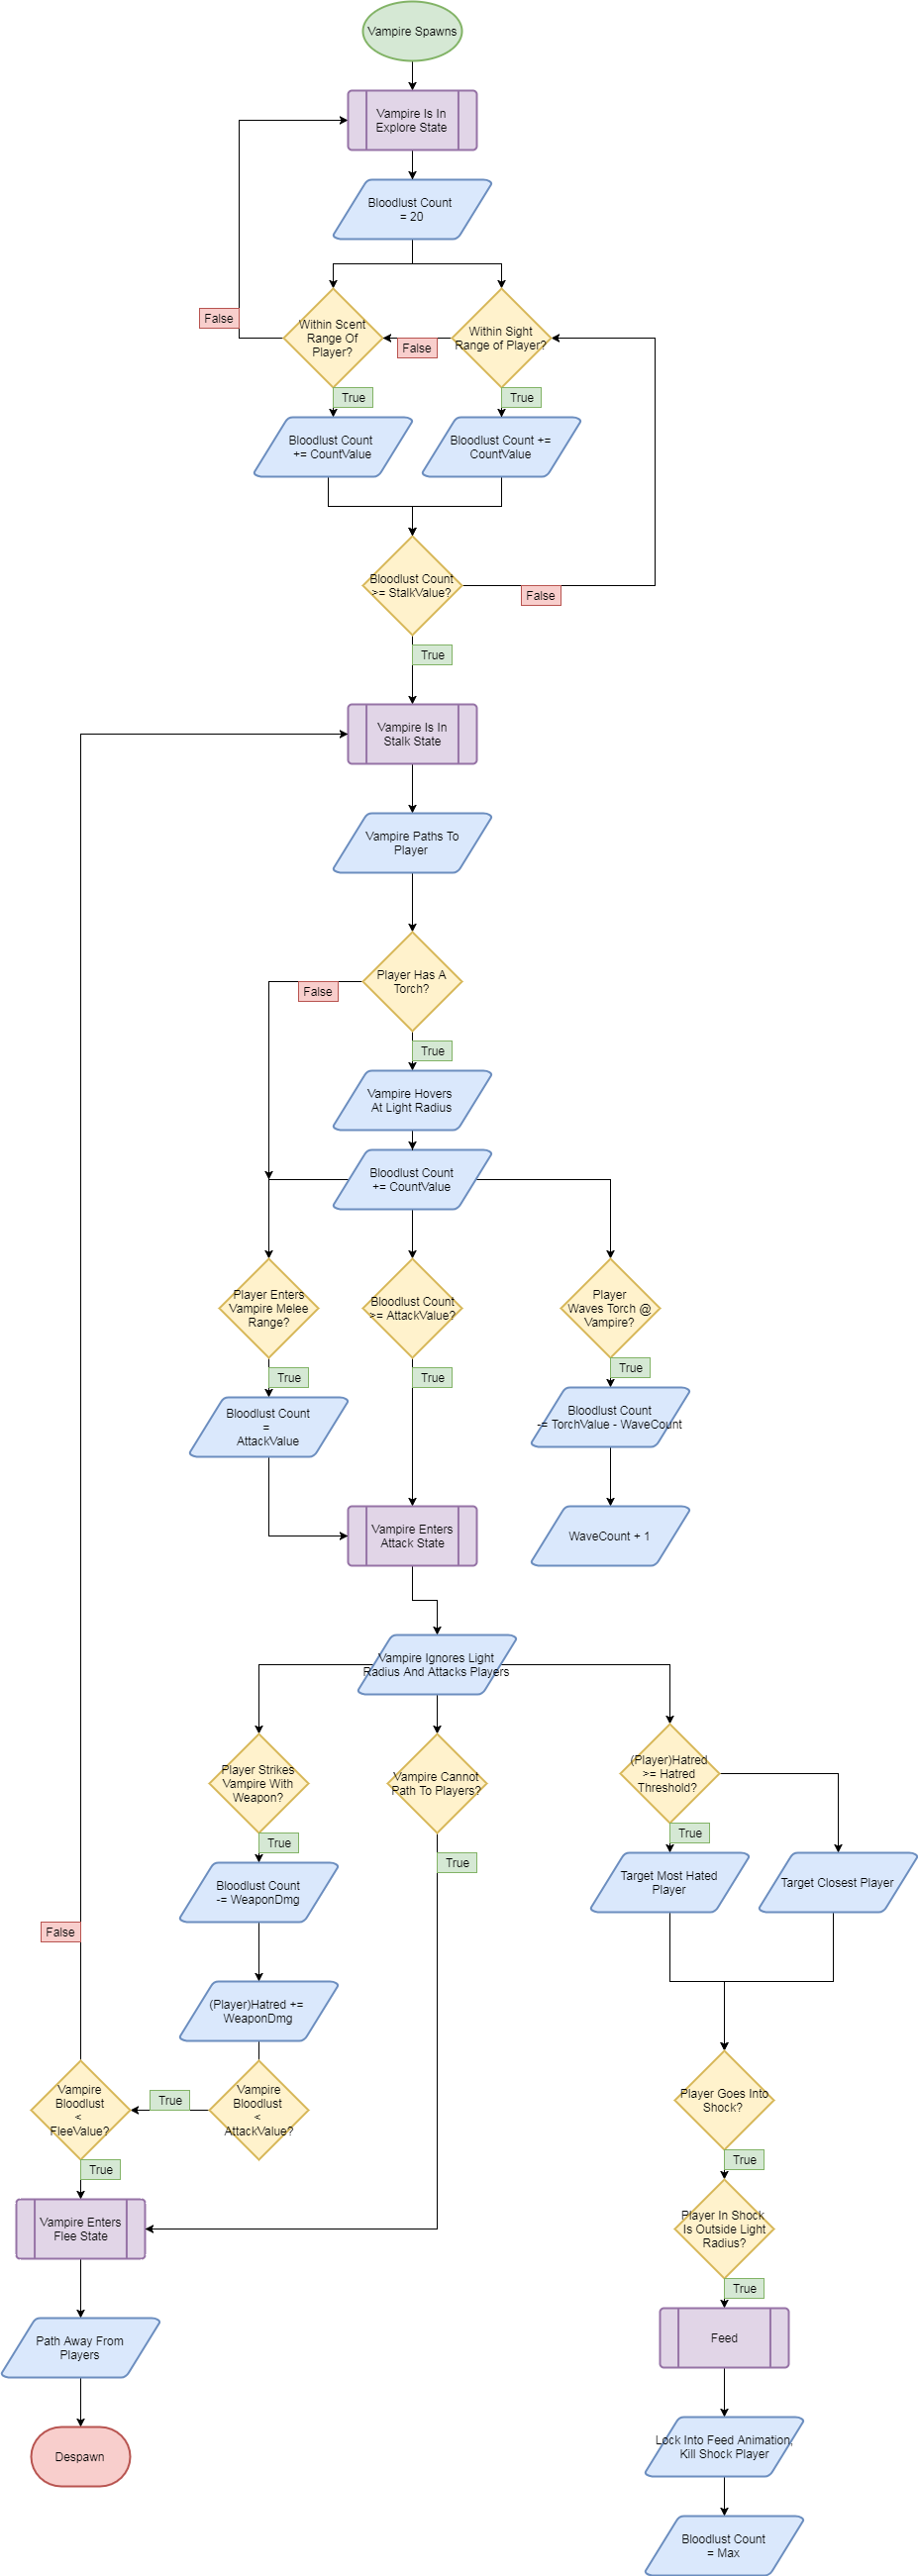 Vampire Spawns
Vampire Is In
Explore State
Bloodlust Count
= 20
False
Within Scent
Range Of
Player?
False
Within Sight
Range of Player?
True
True
Bloodlust Count
+= CountValue
Bloodlust Count +=
CountValue
Bloodlust Count
>= StalkValue?
False
True
Vampire Is In
Stalk State
Vampire Paths To
Player
Player Has A
Torch?
False
True
Vampire Hovers
At Light Radius
Bloodlust Count
+= CountValue
Player Enters
Vampire Melee
Range?
Bloodlust Count
>= AttackValue?
Player
Waves Torch @
Vampire?
True
True
True
Bloodlust Count
=
AttackValue
Bloodlust Count
-= TorchValue - WaveCount
Vampire Enters
Attack State
WaveCount + 1
Vampire Ignores Light
Radius And Attacks Players
Player Strikes
Vampire With
Weapon?
Vampire Cannot
Path To Players?
(Player)Hatred
>= Hatred
Threshold?
True
True
True
Bloodlust Count
-= WeaponDmg
Target Most Hated
Player
Target Closest Player
False
(Player)Hatred +=
WeaponDmg
Vampire
Bloodlust
<
FleeValue?
True
Vampire
Bloodlust
<
AttackValue?
Player Goes Into
Shock?
True
True
Vampire Enters
Flee State
Player In Shock
Is Outside Light
Radius?
True
Path Away From
Players
Feed
Despawn
Lock Into Feed Animation,
Kill Shock Player
Bloodlust Count
= Max